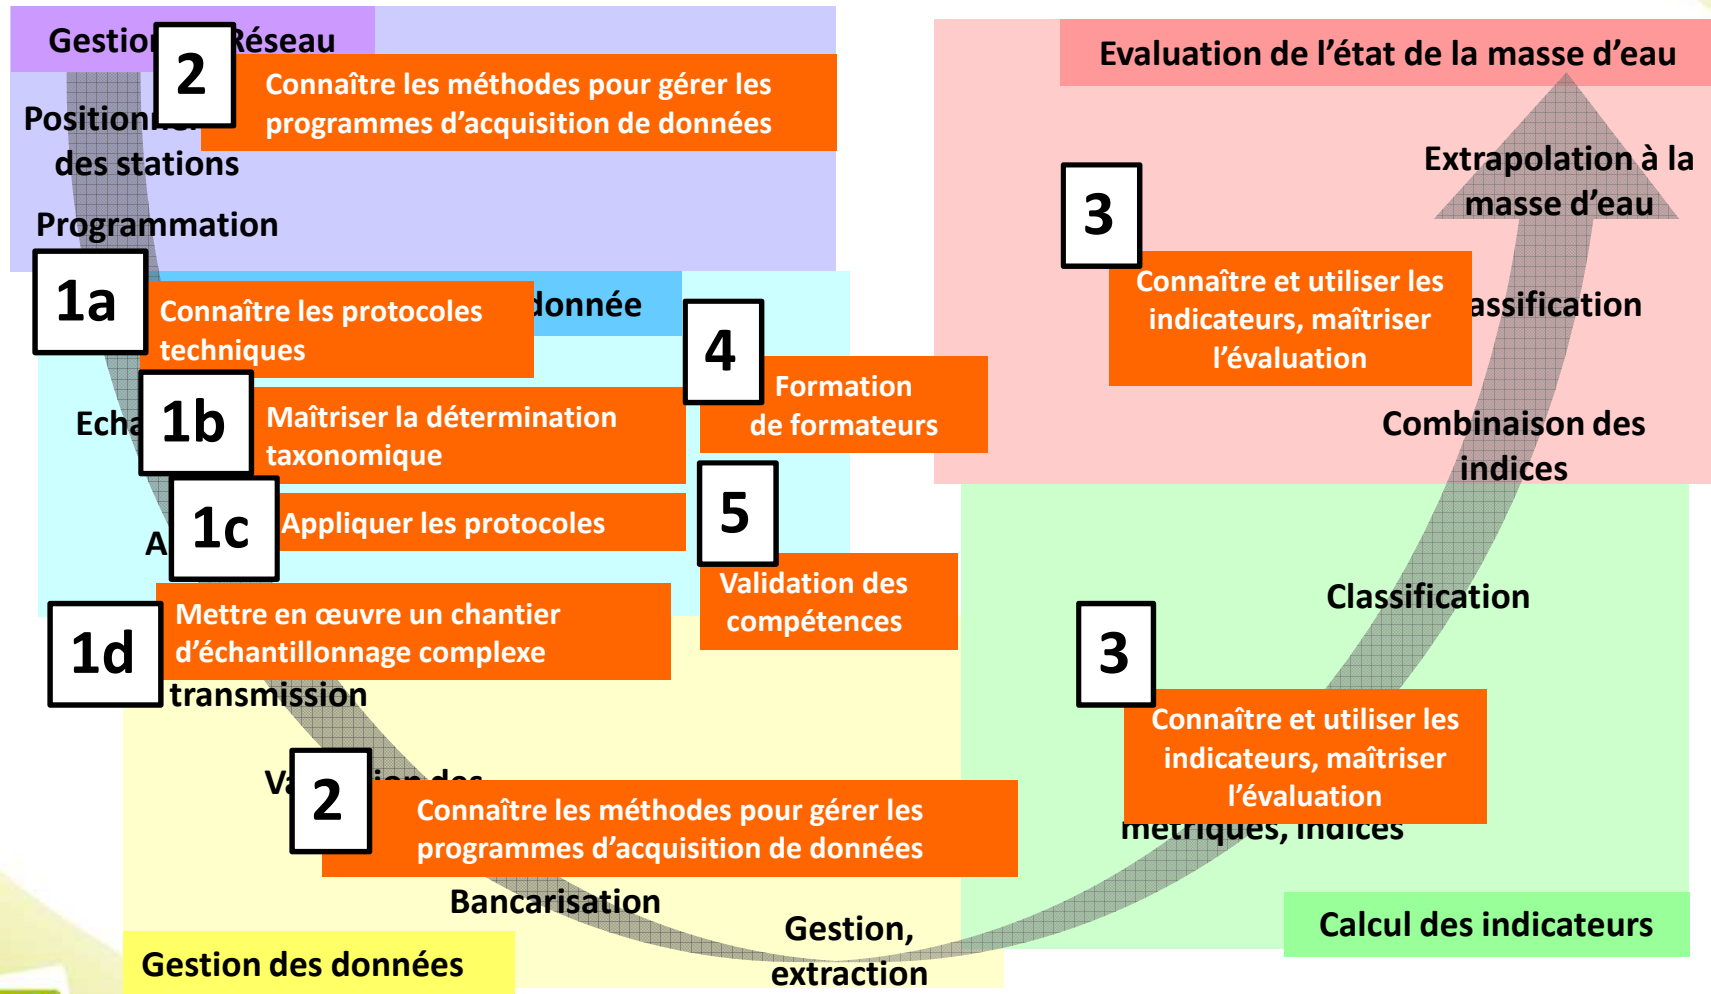 Gestion
Réseau
2
Connaître les méthodes pour gérer les
programmes d'acquisition de données
des stations
Programmation
1a
Connaître les protocoles
techniques
donnée
1b
Maîtriser la détermination
taxonomique
1c
Appliquer les protocoles
1d
Mettre en œuvre un chantier
d'échantillonnage complexe
transmission
4
Formation
de formateurs
5
Validation des
compétences
2
des
Connaître les méthodes pour gérer les
programmes d'acquisition de données
Bancarisation
Gestion,
extraction
Gestion des données
Evaluation de l'état de la masse d'eau
Extrapolation à la
masse d'eau
3
Connaître et utiliser les
indicateurs, maîtriser
l'évaluation
assification
Combinaison des
indices
Classification
3
Connaître et utiliser les
indicateurs, maîtriser
l'évaluation
métriques, indices
Calcul des indicateurs